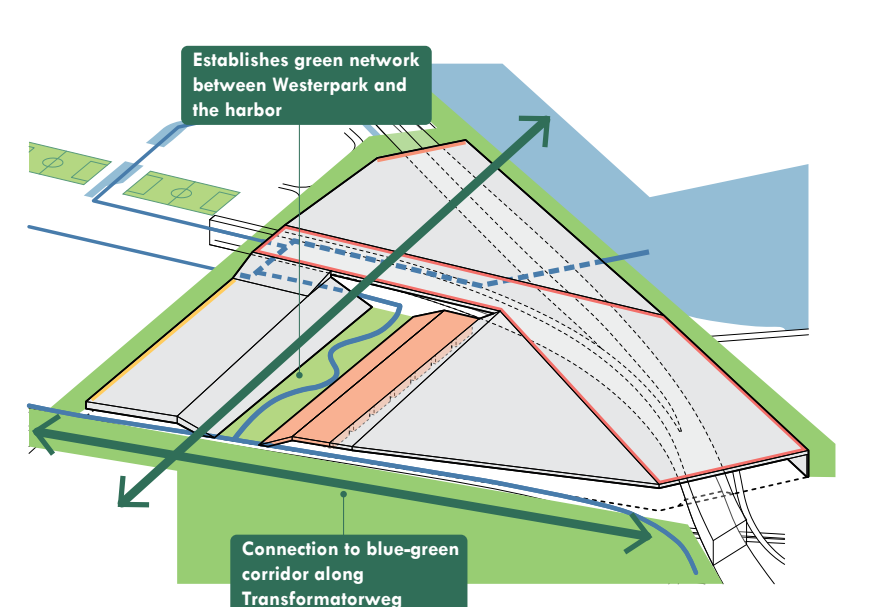 Establishes green network
between Westerpark and
the harbor
Connection to blue-green
corridor along
Transformatorweg